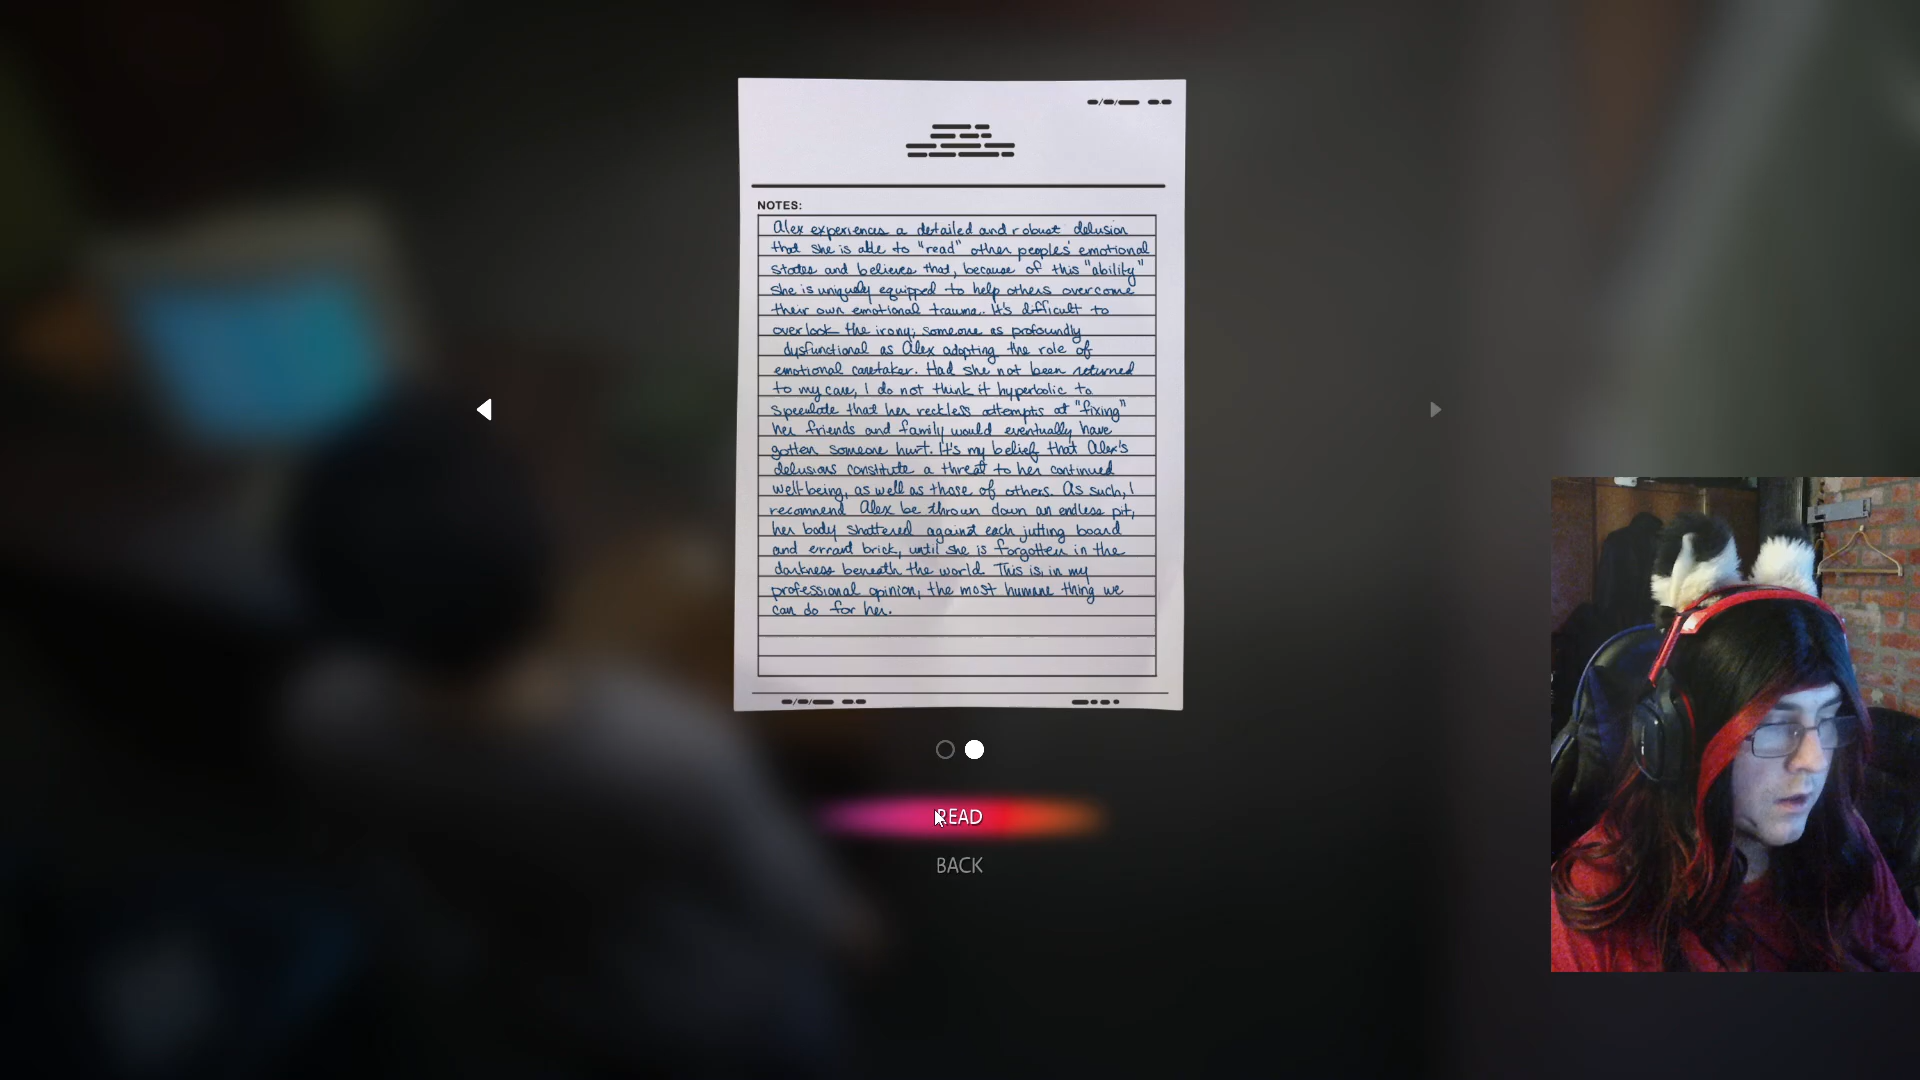 NOTES:
Alex experiences a detailed and robust delusion
that she is able to "read" other peoples' emotional
states and believes that, because of this "ability"
she is uniquely equipped to help others overcome
their own emotional trauma. It's difficult to
overlook the irony; someone as profoundly
dysfunctional as Alex adopting the role of
emotional caretaker. Had she not been returned
to my care, I do not think it hyperbolic to
speculate that her reckless attempts at "fixing"
her friends and family would eventually have
gotten someone hurt. It's my belief that Alex's
delusions constitute a threat to her continued
well-being, as well as those of others. As such, I
recommend Alex be thrown down an endless pit,
her body shattered against each jutting board
and errant brick, until she is forgotten in the
darkness beneath the world. This is, in my
professional opinion, the most humane thing we
can do for her.
READ
BACK